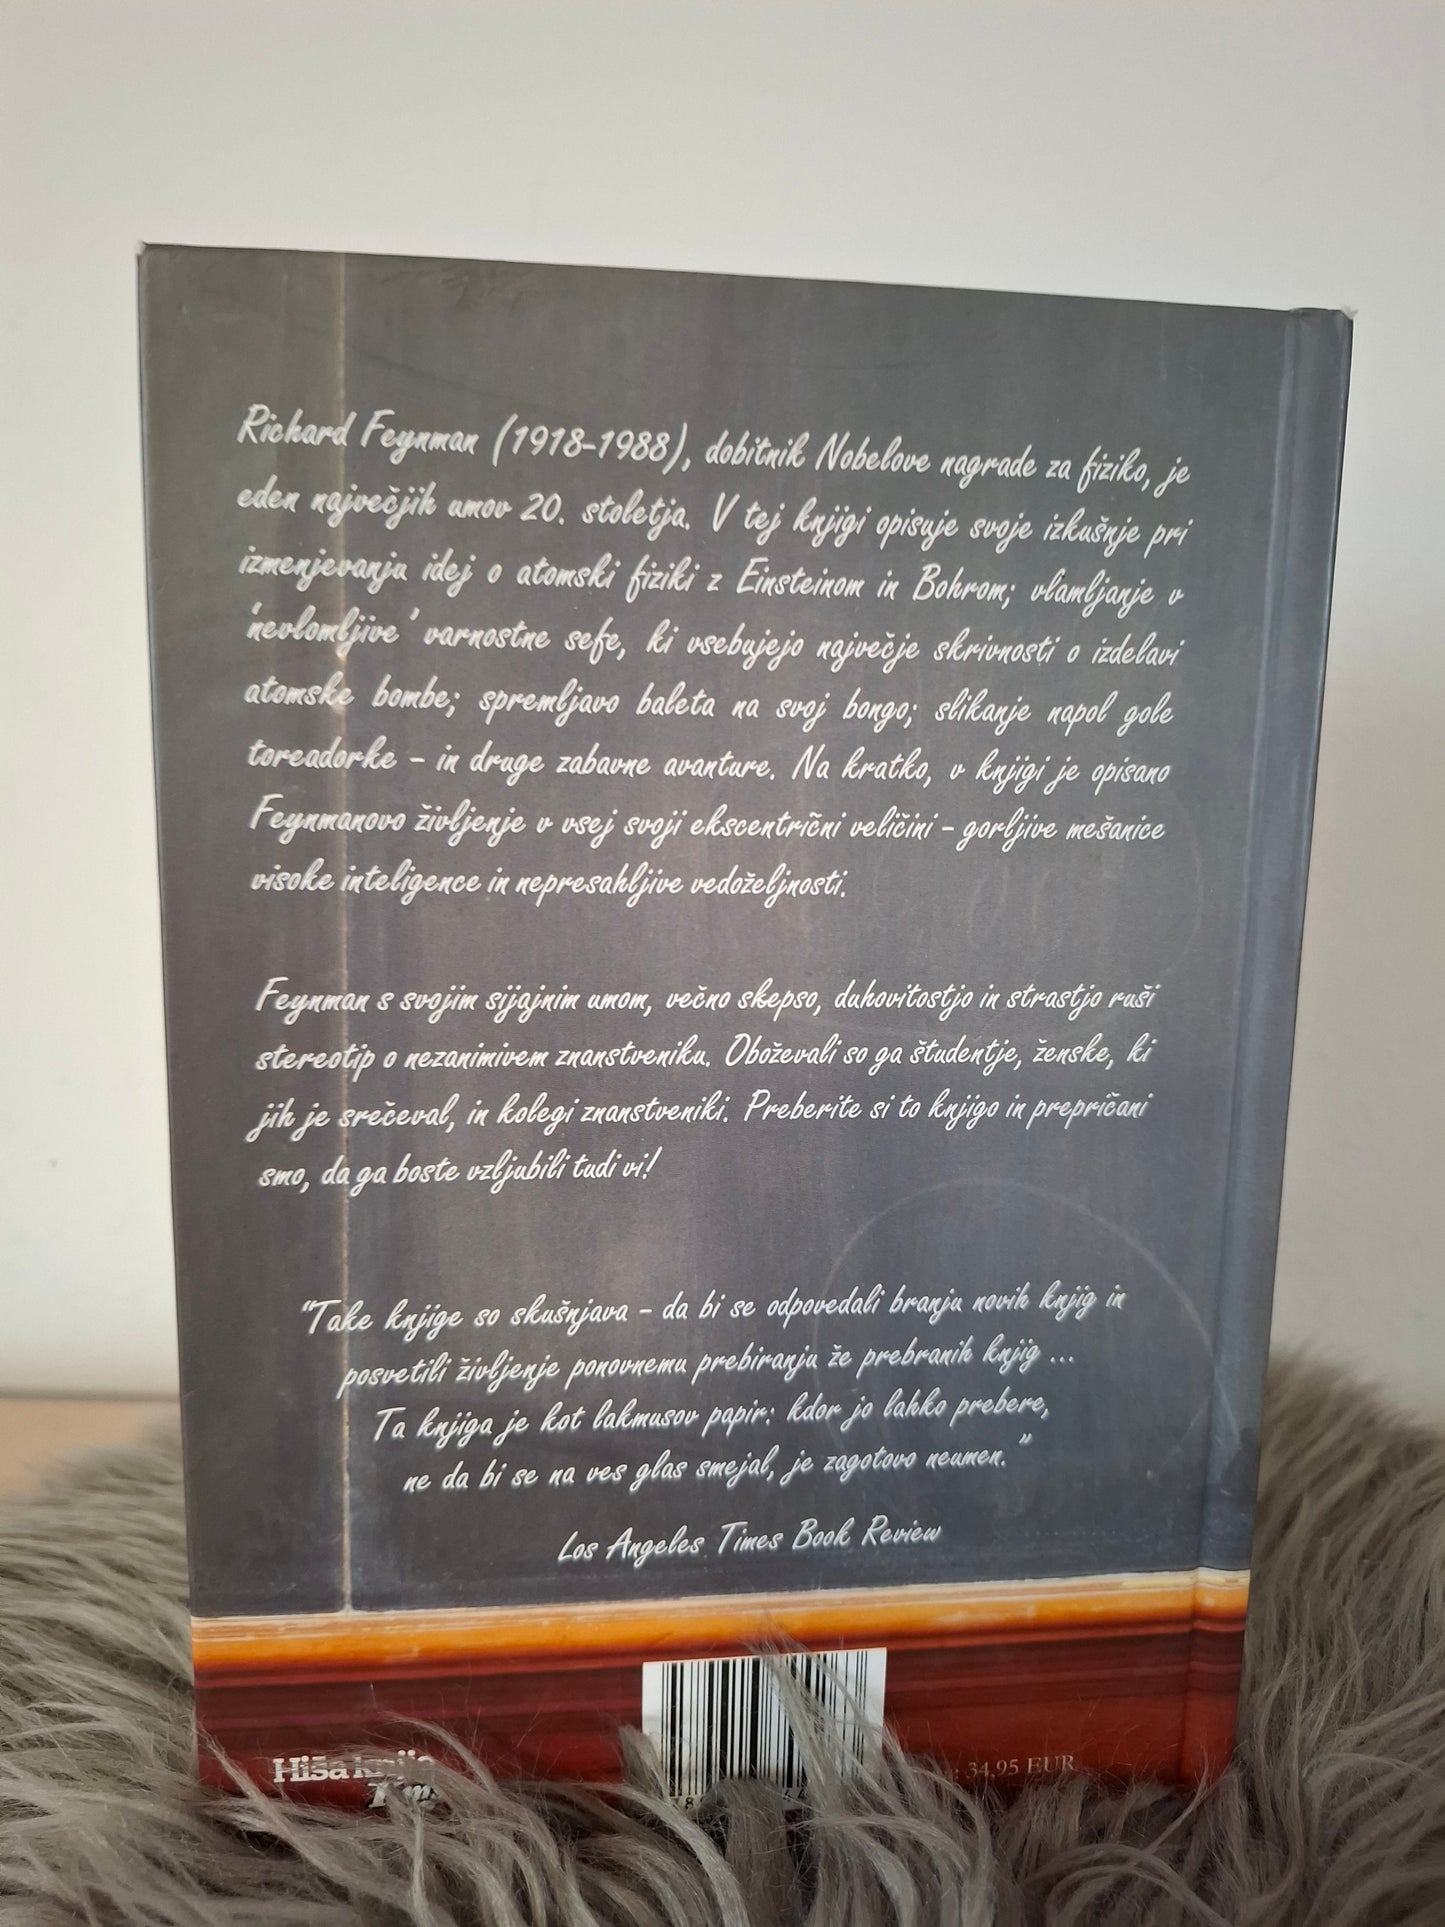 Richard Feynman (1918-1988), dobitnik Nobelove nagrade za fiziko, je
eden največjih umov 20. stoletja. V tej knjigi opisuje svoje izkušnje pri
izmenjevanju idej o atomski fiziki z Einsteinom in Bohrom; vlamljanje v
'nevlomljive' varnostne sefe, ki vsebujejo največje skrivnosti o izdelavi
atomske bombe; spremljavo baleta na svoj bongo; slikanje napol gole
toreadorke – in druge zabavne avanture. Na kratko, v knjigi je opisano
Feynmanovo življenje v vsej svoji ekscentrični veličini – gorljive mešanice
visoke inteligence in nepresahljive vedoželjnosti.
Feynman s svojim sijajnim umom, večno skepso, duhovitostjo in strastjo ruši
stereotip o nezanimivem znanstveniku. Oboževali so ga študentje, ženske, ki
jih je srečeval, in kolegi znanstveniki. Preberite si to knjigo in prepričani
smo, da ga boste vzljubili tudi vi!
"Take knjige so skušnjava – da bi se odpovedali branju novih knjig in
posvetili življenje ponovnemu prebiranju že prebranih knjig ...
Ta knjiga je kot lakmusov papir: kdor jo lahko prebere,
ne da bi se na ves glas smejal, je zagotovo neumen."
Los Angeles Times Book Review
Hiša
: 34,95 EUR